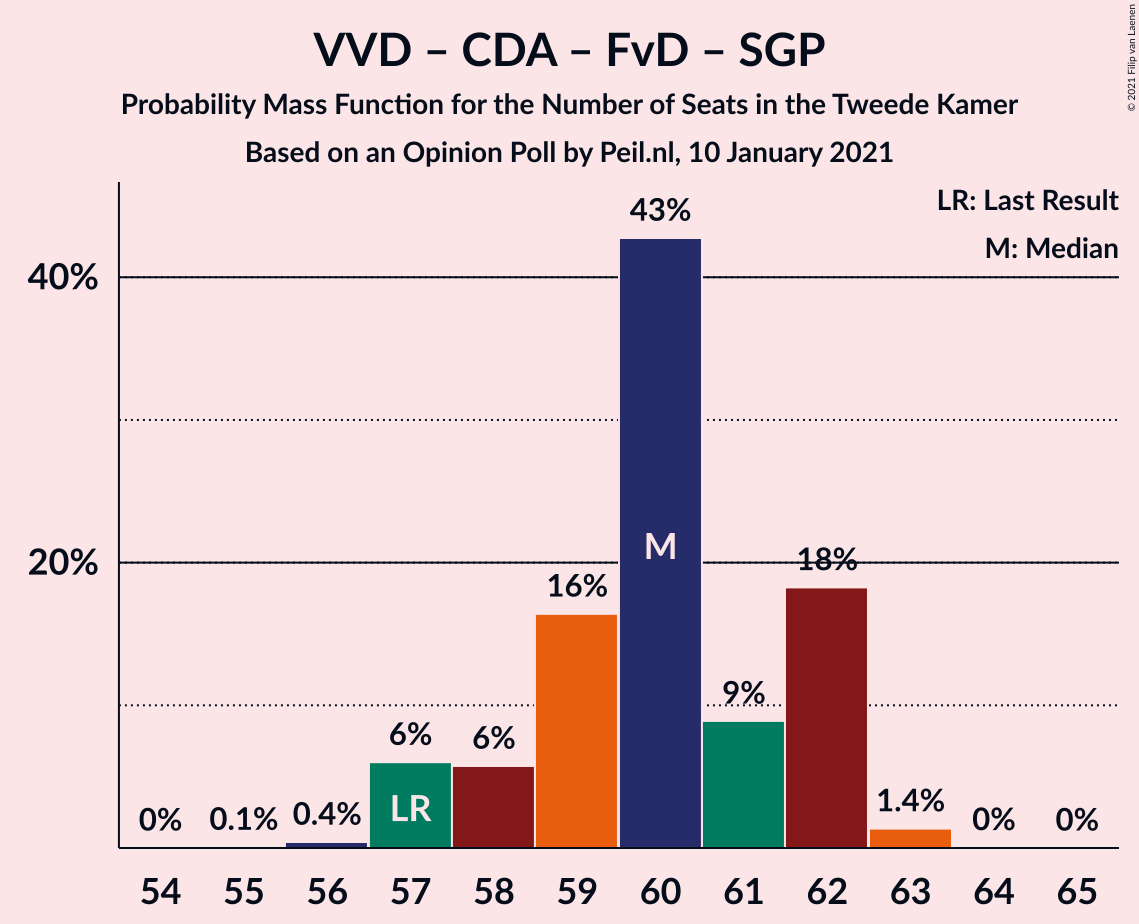 VVD – CDA – FvD – SGP
Probability Mass Function for the Number of Seats in the Tweede Kamer
Based on an Opinion Poll by Peil.nl, 10 January 2021
© 2021 Filip van Laenen
LR: Last Result
M: Median
40%
20%
0%
0.1%
0.4%
6%
6%
16%
43%
9%
18%
1.4%
0%
0%
LR
M
54 55 56 57 58 59 60 61 62 63 64 65